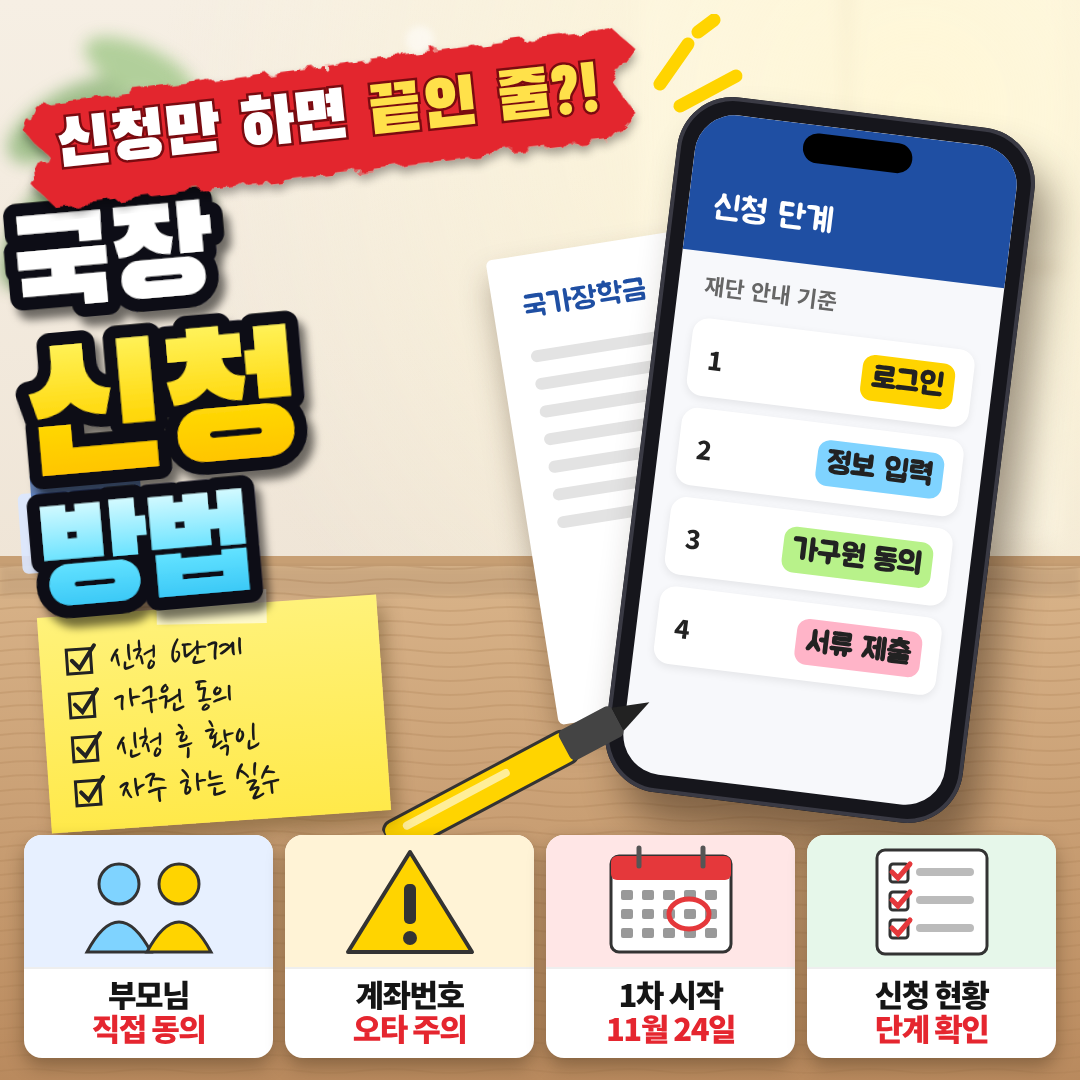 신청만 하면 끝인 줄?!
국장
신청
방법
국가장학금
신청 단계
재단 안내 기준
1 로그인
2 정보 입력
3 가구원 동의
4 서류 제출
신청 6단계
가구원 동의
신청 후 확인
자주 하는 실수
부모님
직접 동의
계좌번호
오타 주의
1차 시작
11월 24일
신청 현황
단계 확인